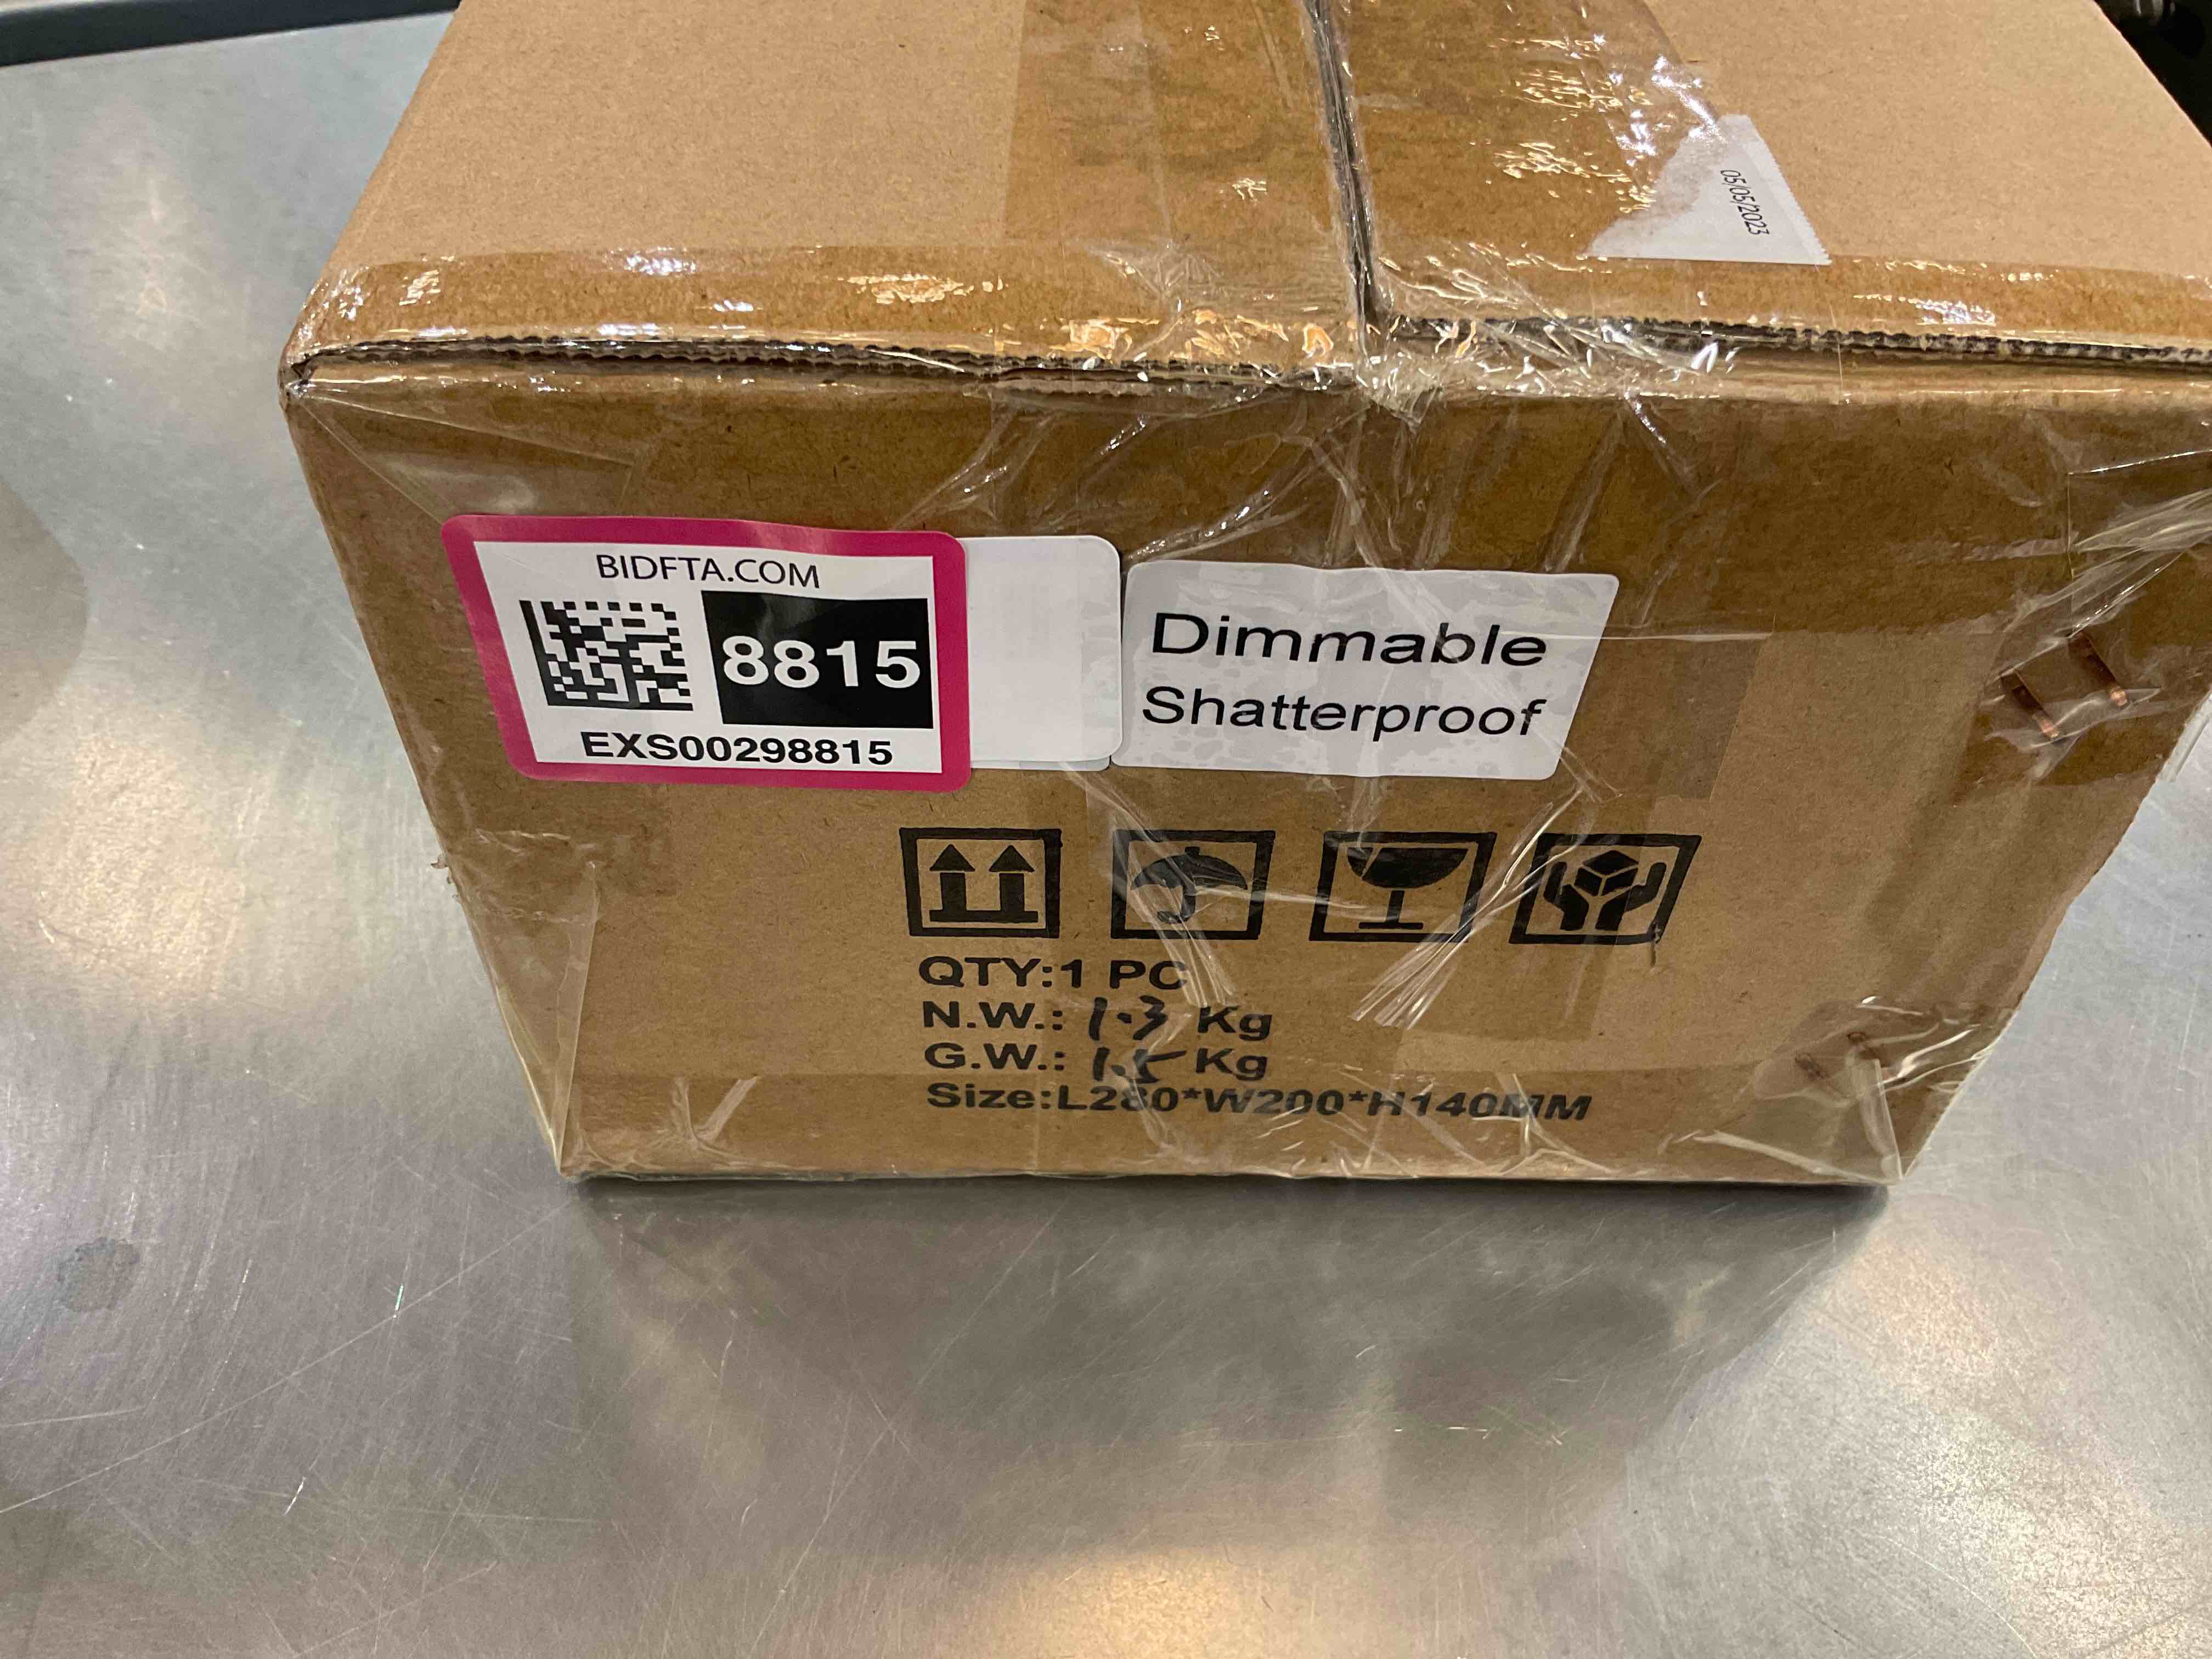 05/05/2023
BIDFTA.COM
8815
EXS00298815
Dimmable
Shatterproof
QTY:1 PC
N.W.: 1.3 Kg
G.W.: 1.5 Kg
Size:L280*W200*H140MM